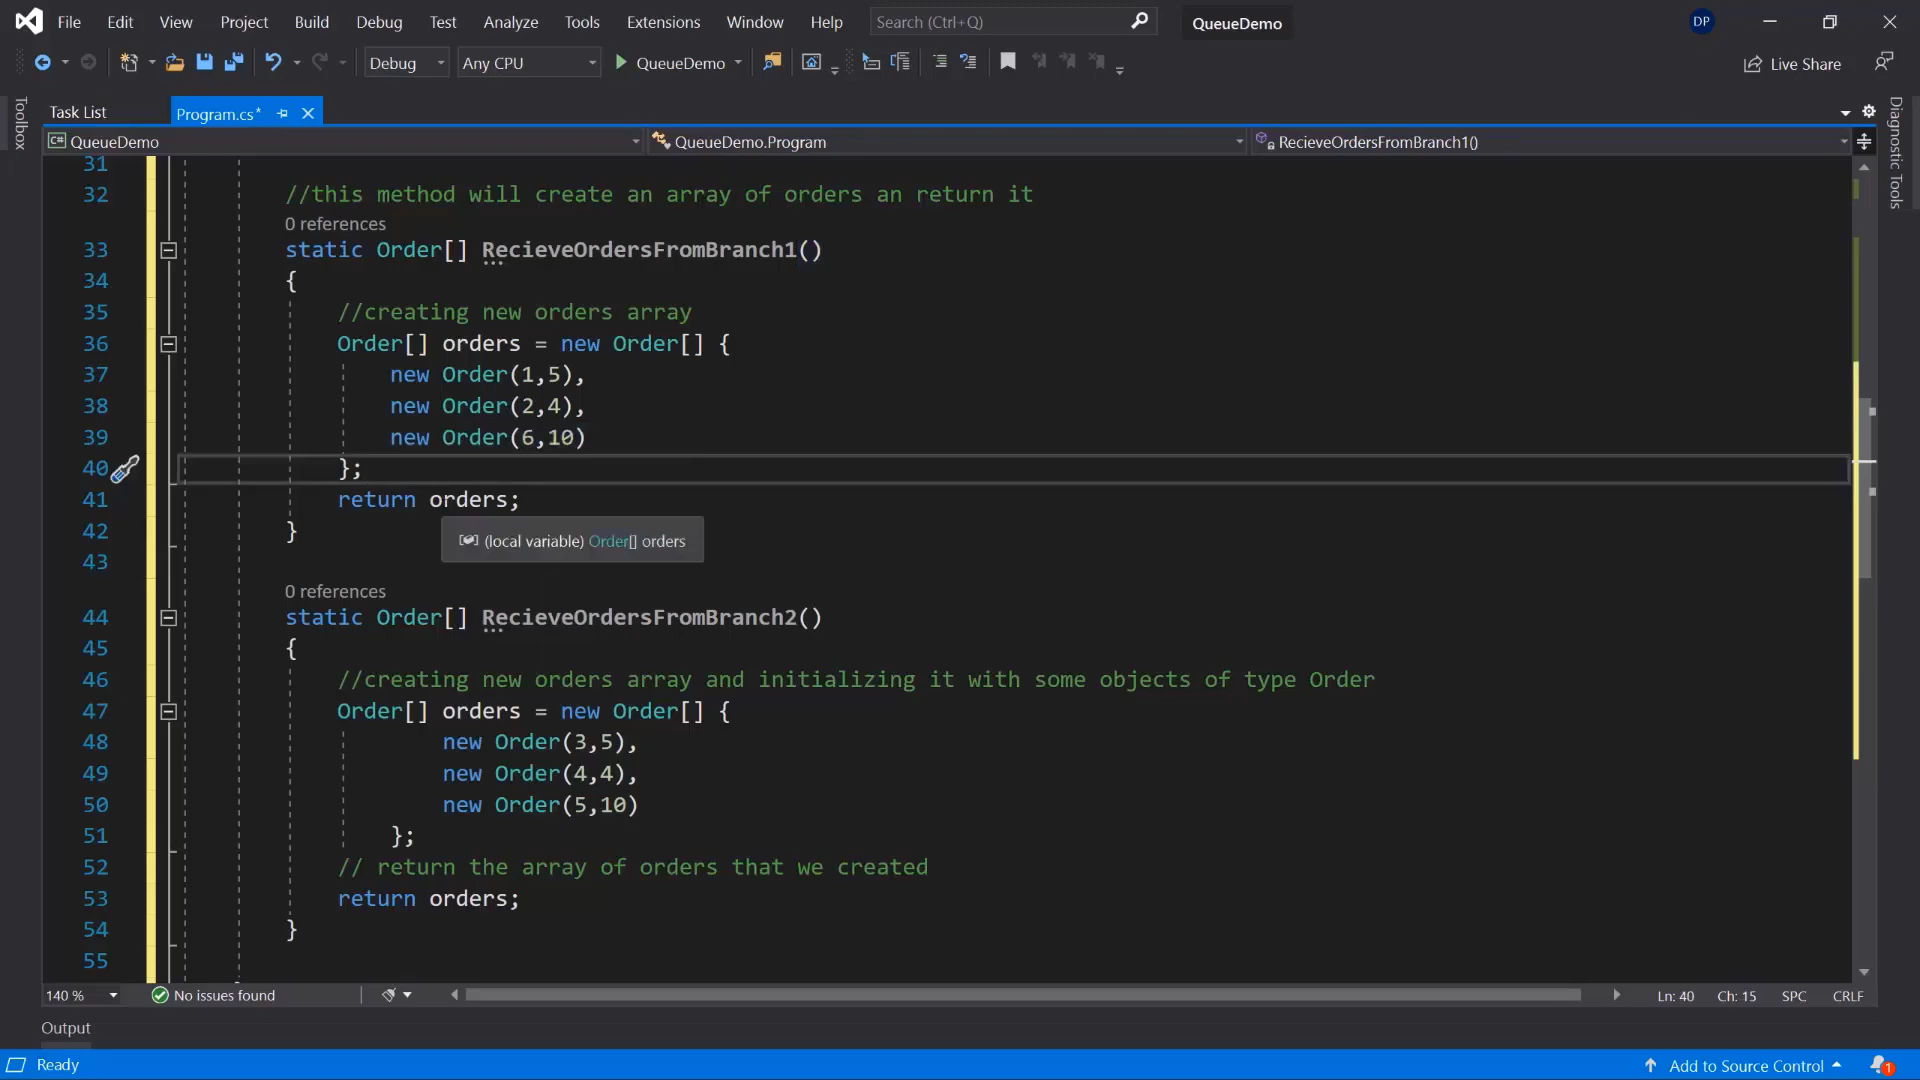 File Edit View Project Build Debug Test Analyze Tools Extensions Window Help Search (Ctrl+Q) QueueDemo DP
Debug Any CPU QueueDemo Live Share
Toolbox
Task List Program.cs* Diagnostic Tools
C# QueueDemo QueueDemo.Program RecieveOrdersFromBranch1()
31
32 //this method will create an array of orders an return it
0 references
33 static Order[] RecieveOrdersFromBranch1()
34 {
35 //creating new orders array
36 Order[] orders = new Order[] {
37 new Order(1,5),
38 new Order(2,4),
39 new Order(6,10)
40 };
41 return orders;
42 }
(local variable) Order[] orders
43
0 references
44 static Order[] RecieveOrdersFromBranch2()
45 {
46 //creating new orders array and initializing it with some objects of type Order
47 Order[] orders = new Order[] {
48 new Order(3,5),
49 new Order(4,4),
50 new Order(5,10)
51 };
52 // return the array of orders that we created
53 return orders;
54 }
55
140 % No issues found Ln: 40 Ch: 15 SPC CRLF
Output
Ready Add to Source Control 1